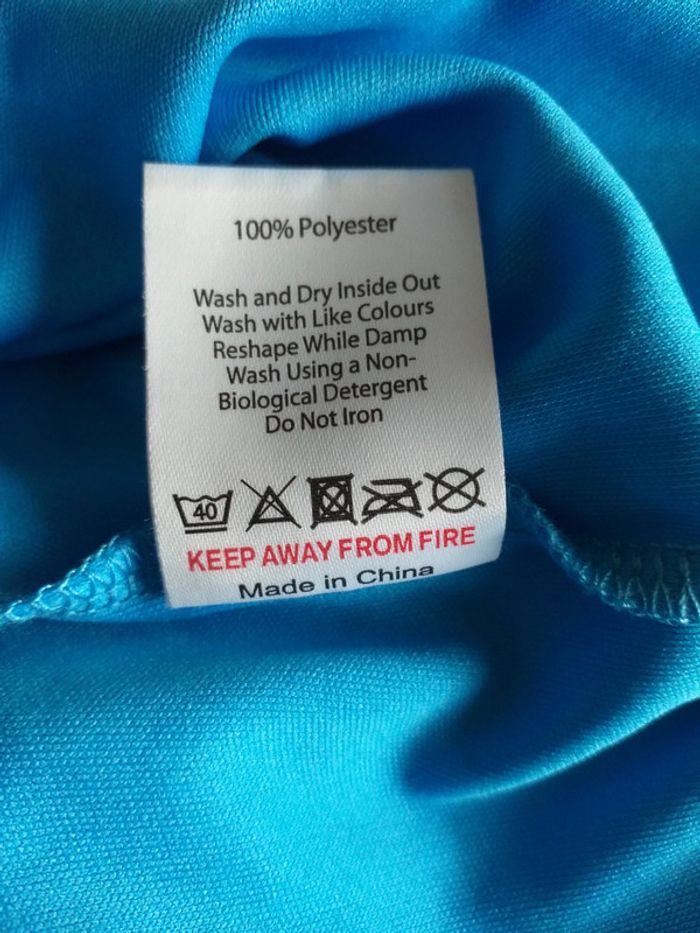 100% Polyester
Wash and Dry Inside Out
Wash with Like Colours
Reshape While Damp
Wash Using a Non-
Biological Detergent
Do Not Iron
40
KEEP AWAY FROM FIRE
Made in China